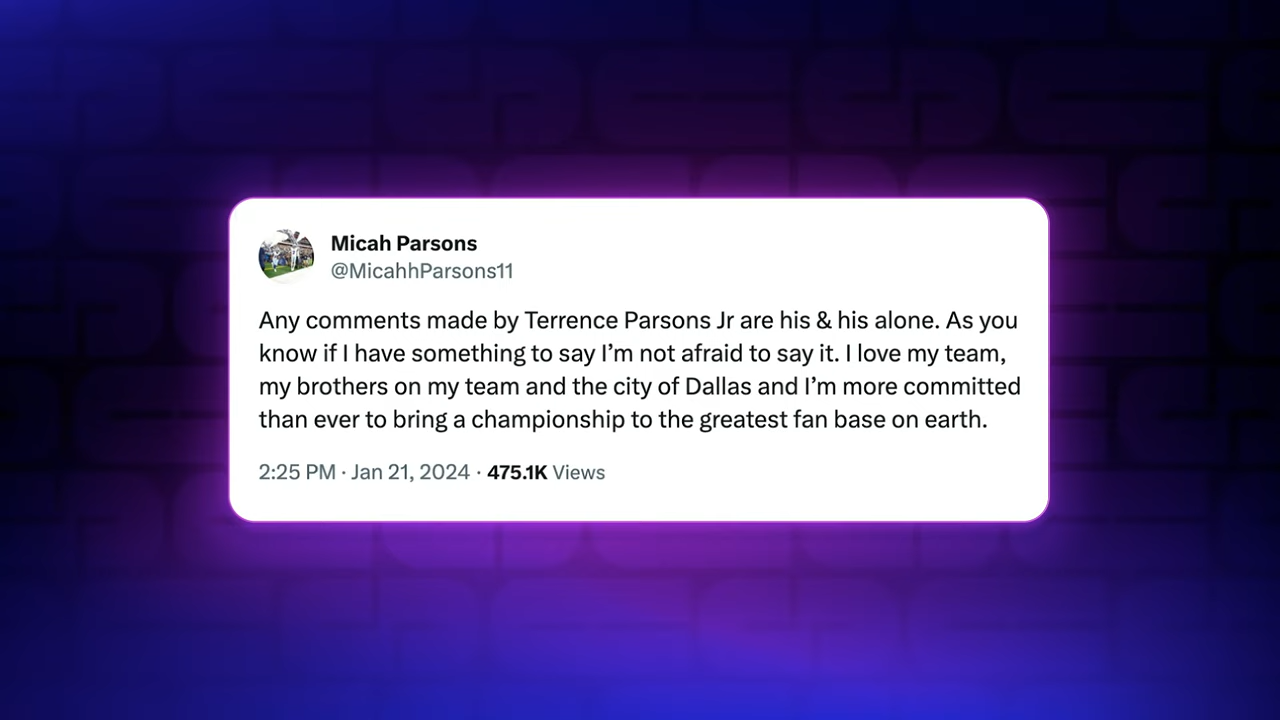 Micah Parsons
@MicahhParsons11
Any comments made by Terrence Parsons Jr are his & his alone. As you
know if I have something to say I’m not afraid to say it. I love my team,
my brothers on my team and the city of Dallas and I’m more committed
than ever to bring a championship to the greatest fan base on earth.
2:25 PM · Jan 21, 2024 · 475.1K Views